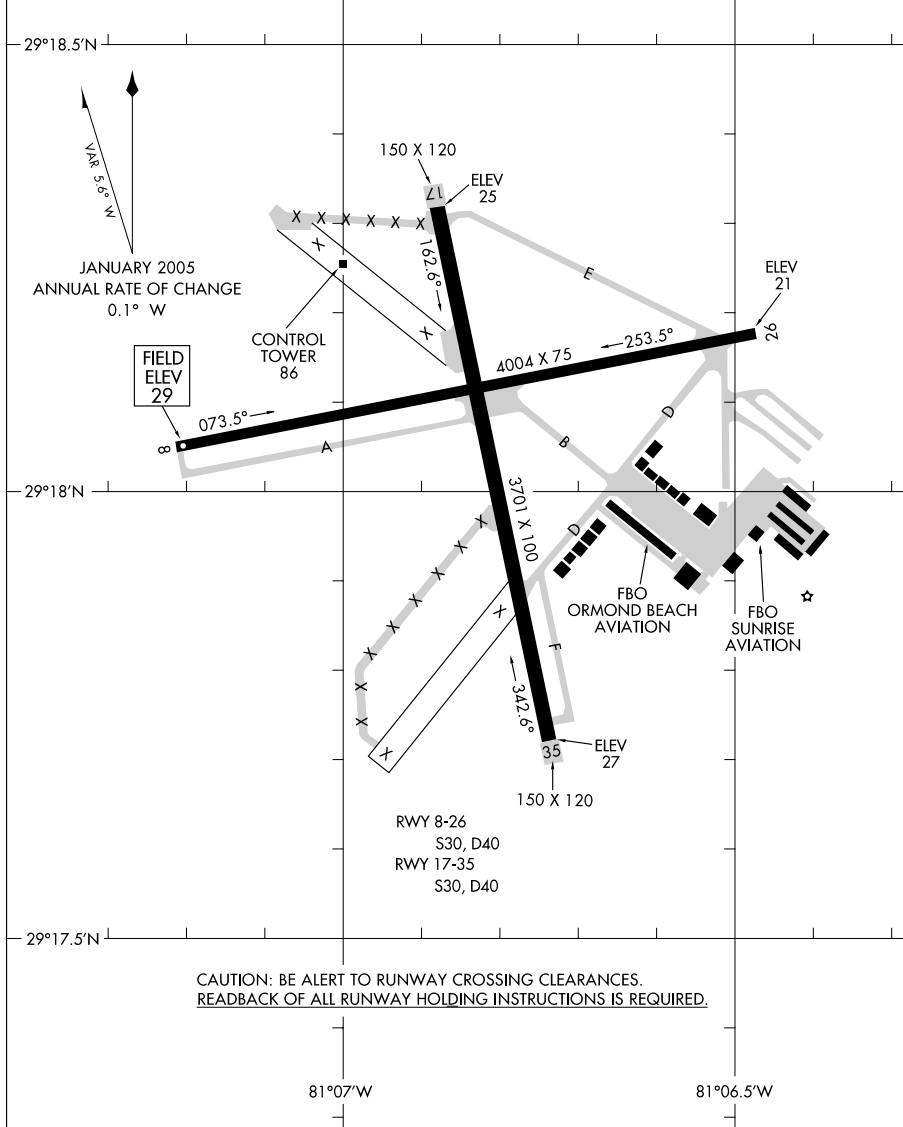 29°18.5'N
VAR 5.6° W
JANUARY 2005
ANNUAL RATE OF CHANGE
0.1° W
150 X 120
17
ELEV
25
X X X X X X
X
X
162.6°
E
ELEV
21
26
CONTROL
TOWER
86
253.5°
4004 X 75
FIELD
ELEV
29
073.5°
8
A
B
D
29°18'N
3701 X 100
D
X
X
X
X
X
X
X
X
X
X
F
342.6°
FBO
ORMOND BEACH
AVIATION
FBO
SUNRISE
AVIATION
35
ELEV
27
150 X 120
RWY 8-26
S30, D40
RWY 17-35
S30, D40
29°17.5'N
CAUTION: BE ALERT TO RUNWAY CROSSING CLEARANCES.
READBACK OF ALL RUNWAY HOLDING INSTRUCTIONS IS REQUIRED.
81°07'W
81°06.5'W